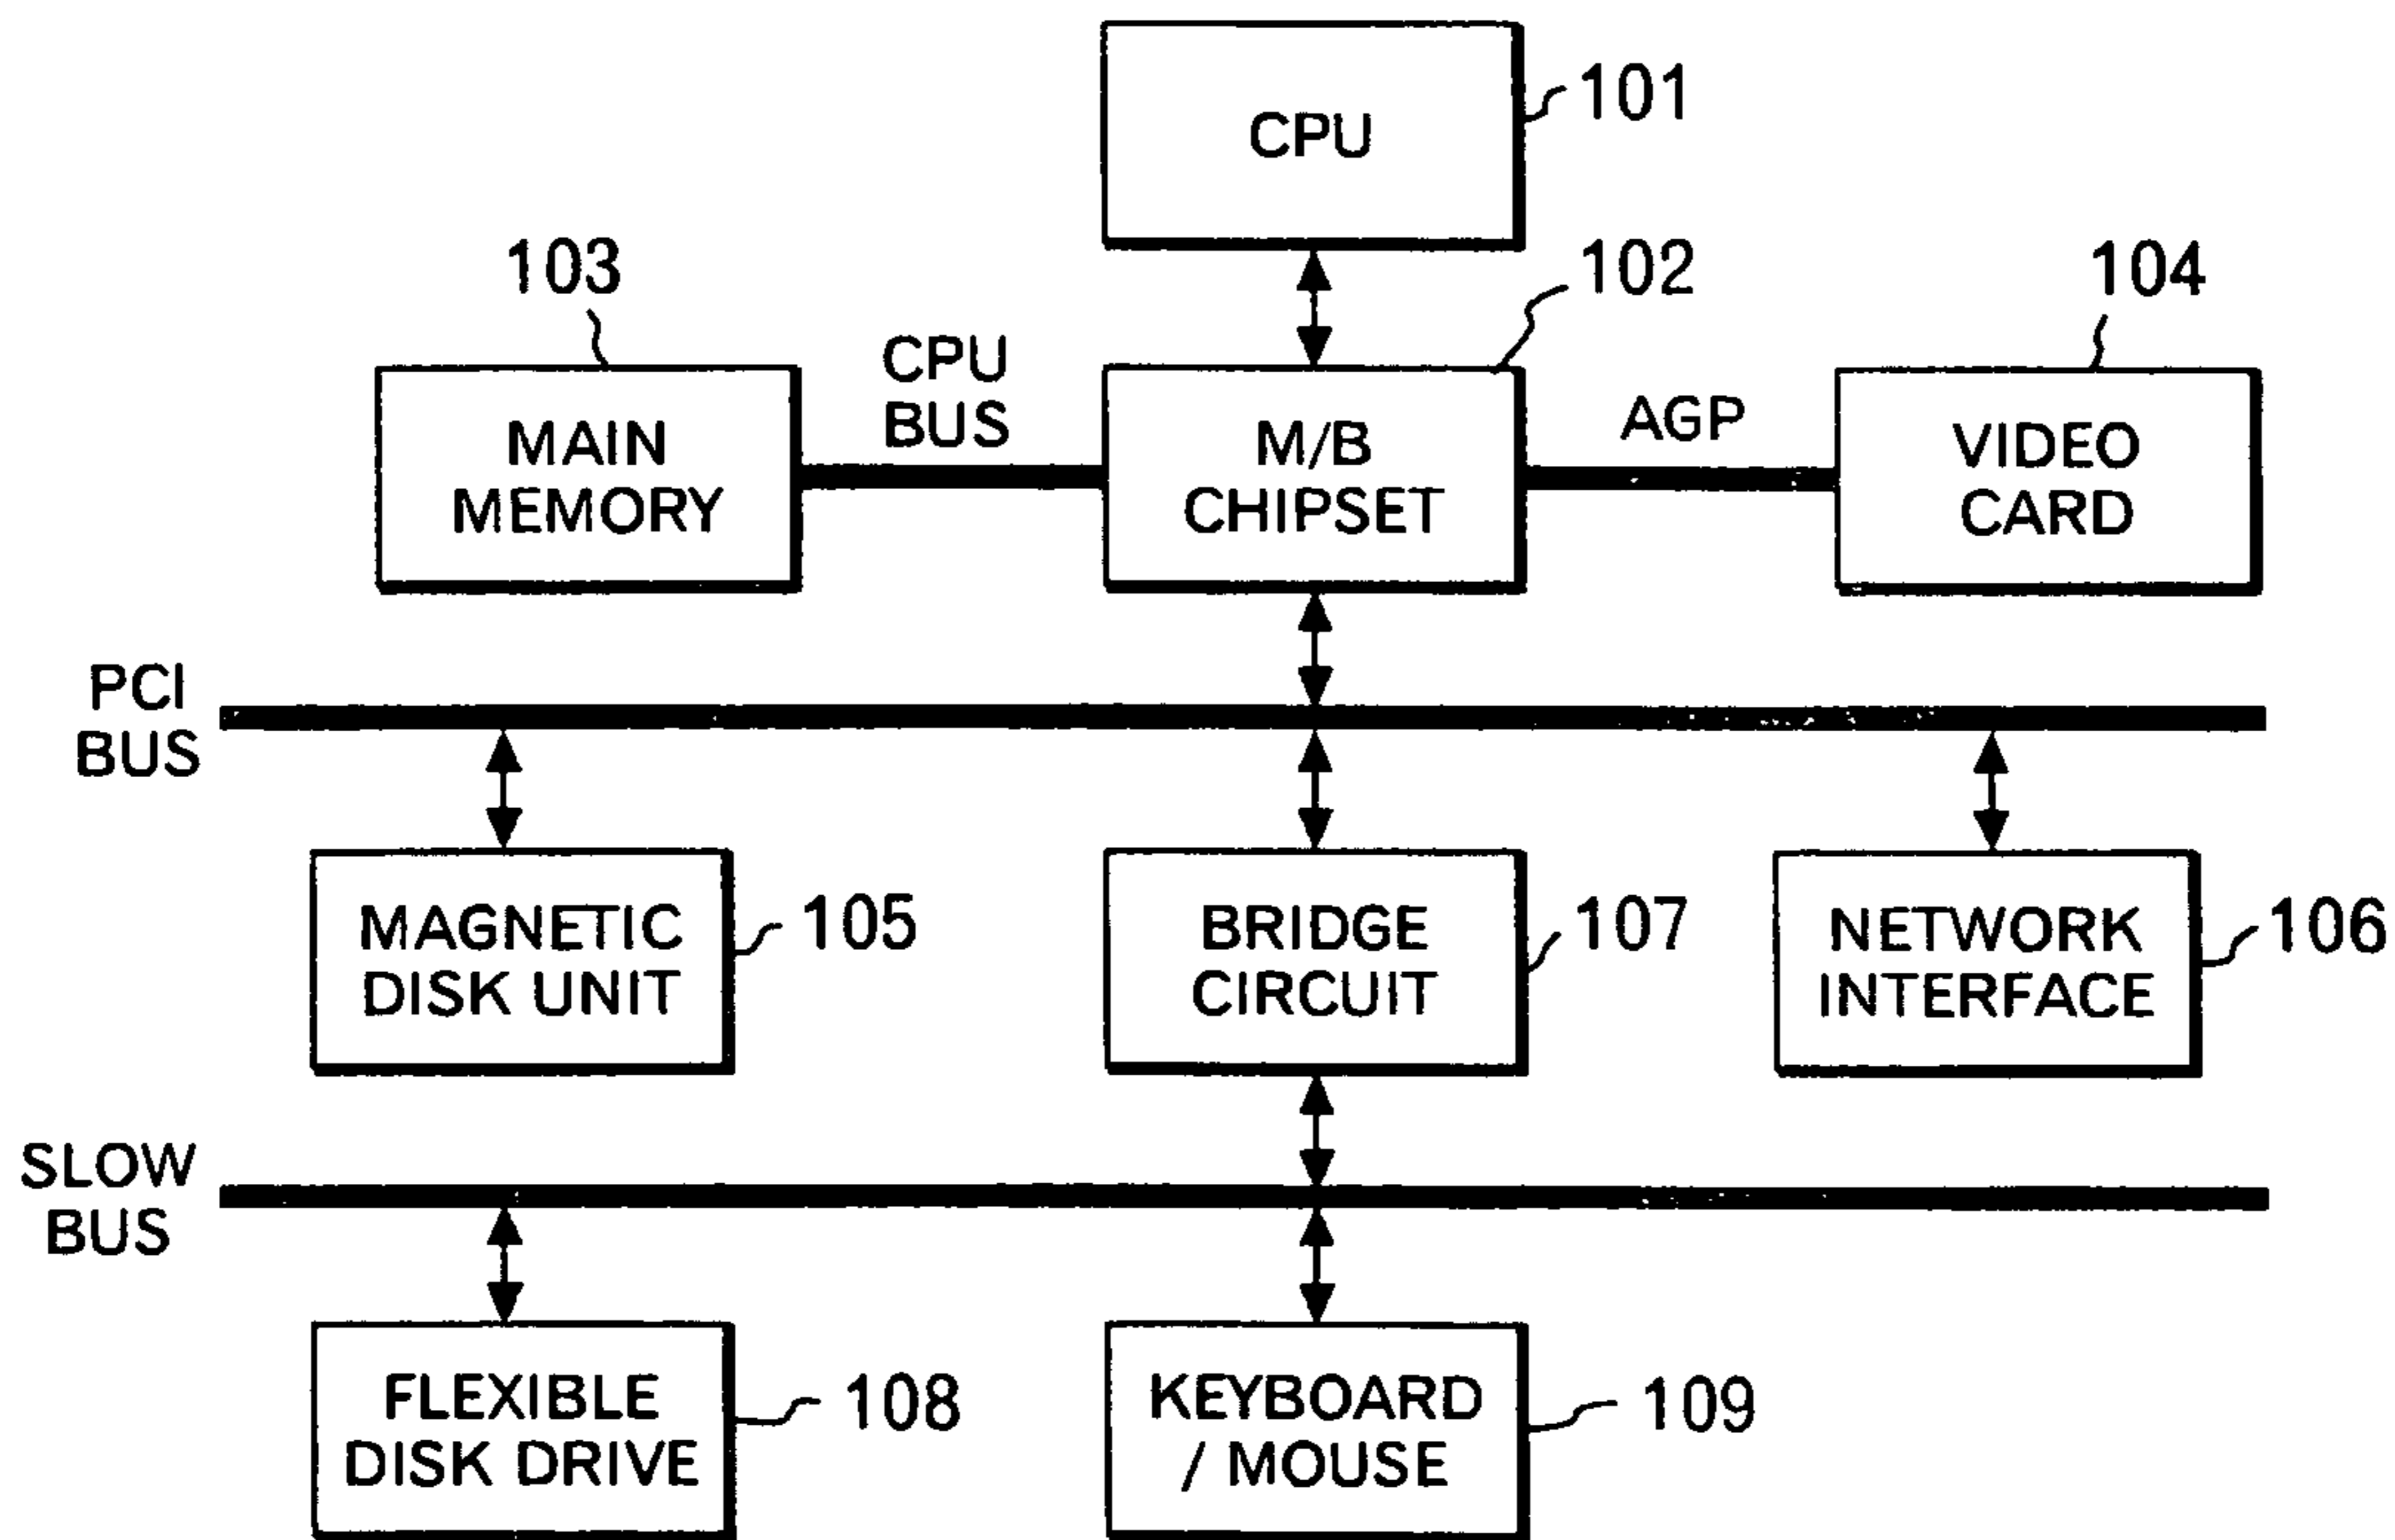 CPU
101
103
102
104
CPU
BUS
MAIN
MEMORY
M/B
CHIPSET
AGP
VIDEO
CARD
PCI
BUS
MAGNETIC
DISK UNIT
105
BRIDGE
CIRCUIT
107
NETWORK
INTERFACE
106
SLOW
BUS
FLEXIBLE
DISK DRIVE
108
KEYBOARD
/ MOUSE
109